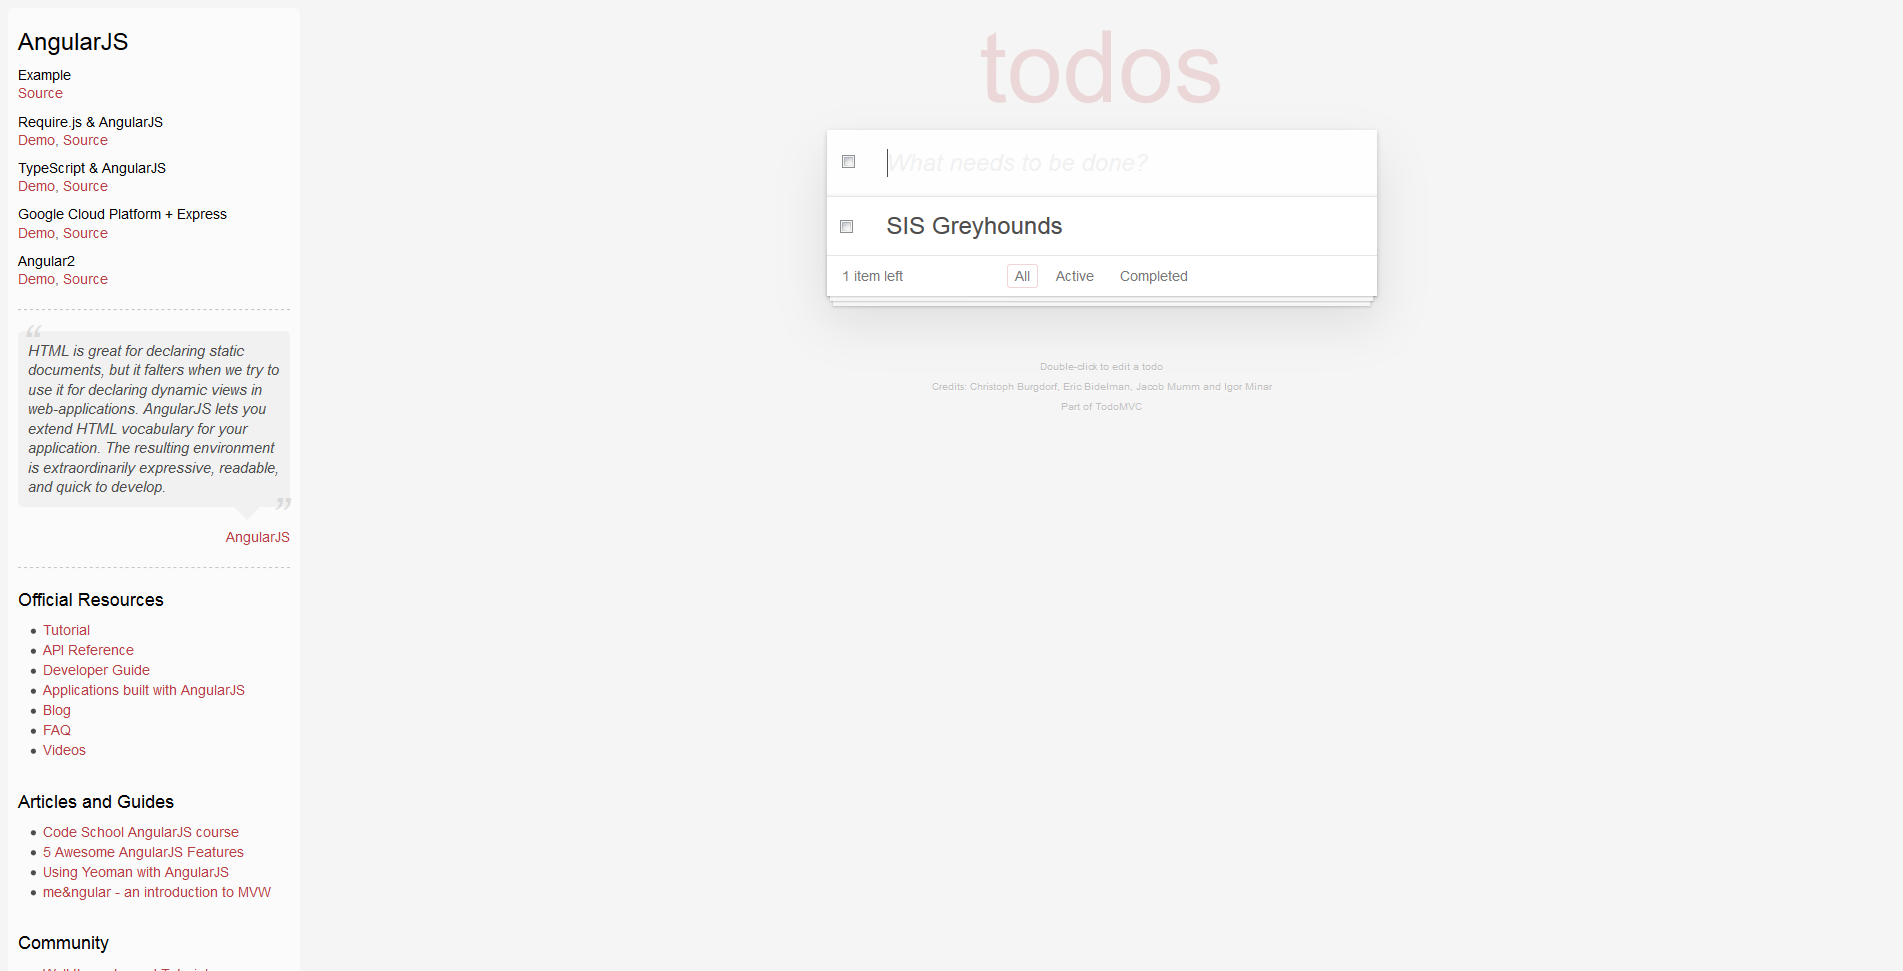 AngularJS
Example
Source
Require.js & AngularJS
Demo, Source
TypeScript & AngularJS
Demo, Source
Google Cloud Platform + Express
Demo, Source
Angular2
Demo, Source
“
HTML is great for declaring static
documents, but it falters when we try to
use it for declaring dynamic views in
web-applications. AngularJS lets you
extend HTML vocabulary for your
application. The resulting environment
is extraordinarily expressive, readable,
and quick to develop.
”
AngularJS
Official Resources
Tutorial
API Reference
Developer Guide
Applications built with AngularJS
Blog
FAQ
Videos
Articles and Guides
Code School AngularJS course
5 Awesome AngularJS Features
Using Yeoman with AngularJS
me&ngular - an introduction to MVW
Community
todos
What needs to be done?
SIS Greyhounds
1 item left
All
Active
Completed
Double-click to edit a todo
Credits: Christoph Burgdorf, Eric Bidelman, Jacob Mumm and Igor Minar
Part of TodoMVC